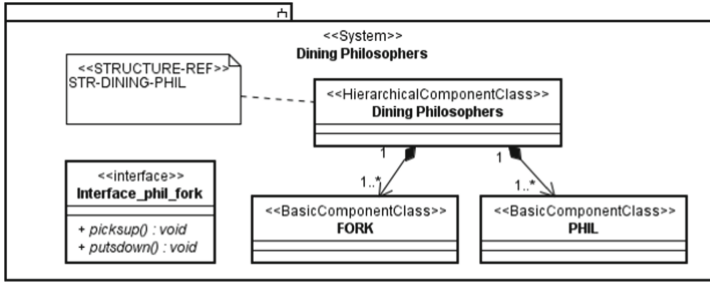 <<System>>
Dining Philosophers
<<STRUCTURE-REF>>
STR-DINING-PHIL
<<HierarchicalComponentClass>>
Dining Philosophers
1
1
1..*
1..*
<<interface>>
Interface_phil_fork
+ picksup() : void
+ putsdown() : void
<<BasicComponentClass>>
FORK
<<BasicComponentClass>>
PHIL